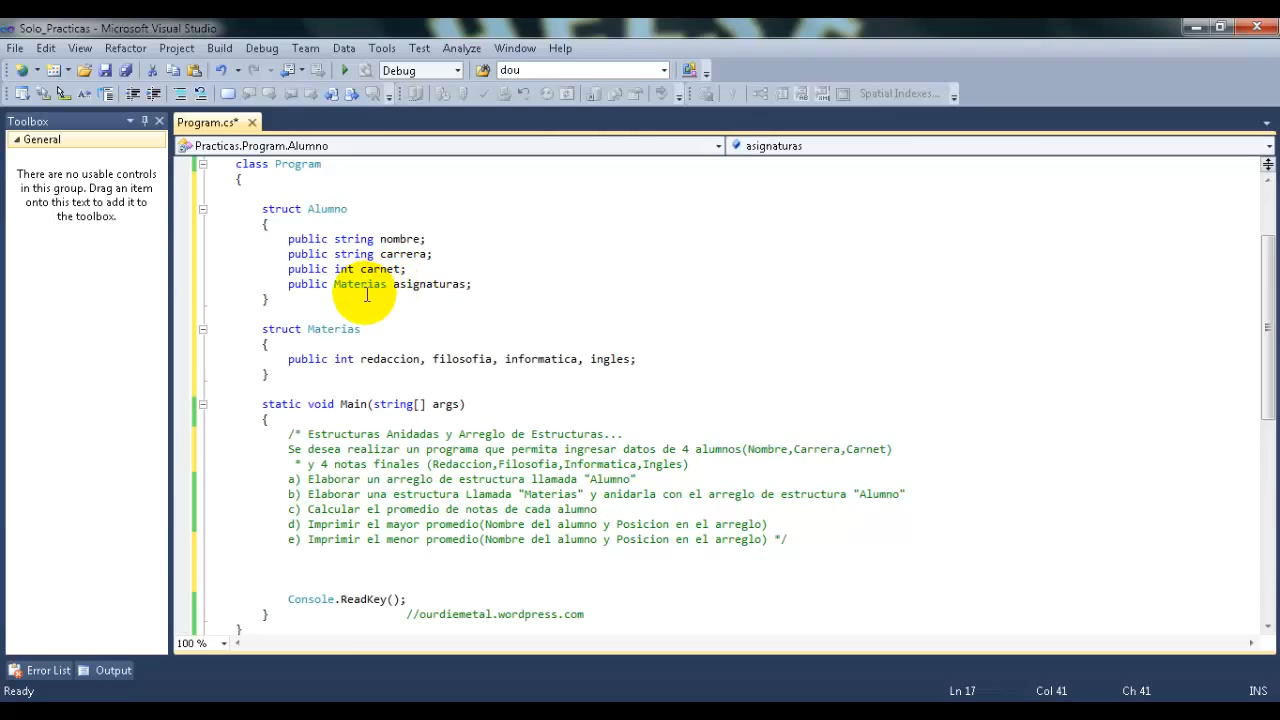 Solo_Practicas - Microsoft Visual Studio
File Edit View Refactor Project Build Debug Team Data Tools Test Analyze Window Help
Debug dou Spatial Indexes...
Toolbox
Program.cs*
General
Practicas.Program.Alumno asignaturas
There are no usable controls
in this group. Drag an item
onto this text to add it to
the toolbox.
class Program
{
struct Alumno
{
public string nombre;
public string carrera;
public int carnet;
public Materias asignaturas;
}
struct Materias
{
public int redaccion, filosofia, informatica, ingles;
}
static void Main(string[] args)
{
/* Estructuras Anidadas y Arreglo de Estructuras...
Se desea realizar un programa que permita ingresar datos de 4 alumnos(Nombre,Carrera,Carnet)
* y 4 notas finales (Redaccion,Filosofia,Informatica,Ingles)
a) Elaborar un arreglo de estructura llamada "Alumno"
b) Elaborar una estructura Llamada "Materias" y anidarla con el arreglo de estructura "Alumno"
c) Calcular el promedio de notas de cada alumno
d) Imprimir el mayor promedio(Nombre del alumno y Posicion en el arreglo)
e) Imprimir el menor promedio(Nombre del alumno y Posicion en el arreglo) */
Console.ReadKey();
} //ourdiemetal.wordpress.com
}
100 %
Error List Output
Ready Ln 17 Col 41 Ch 41 INS